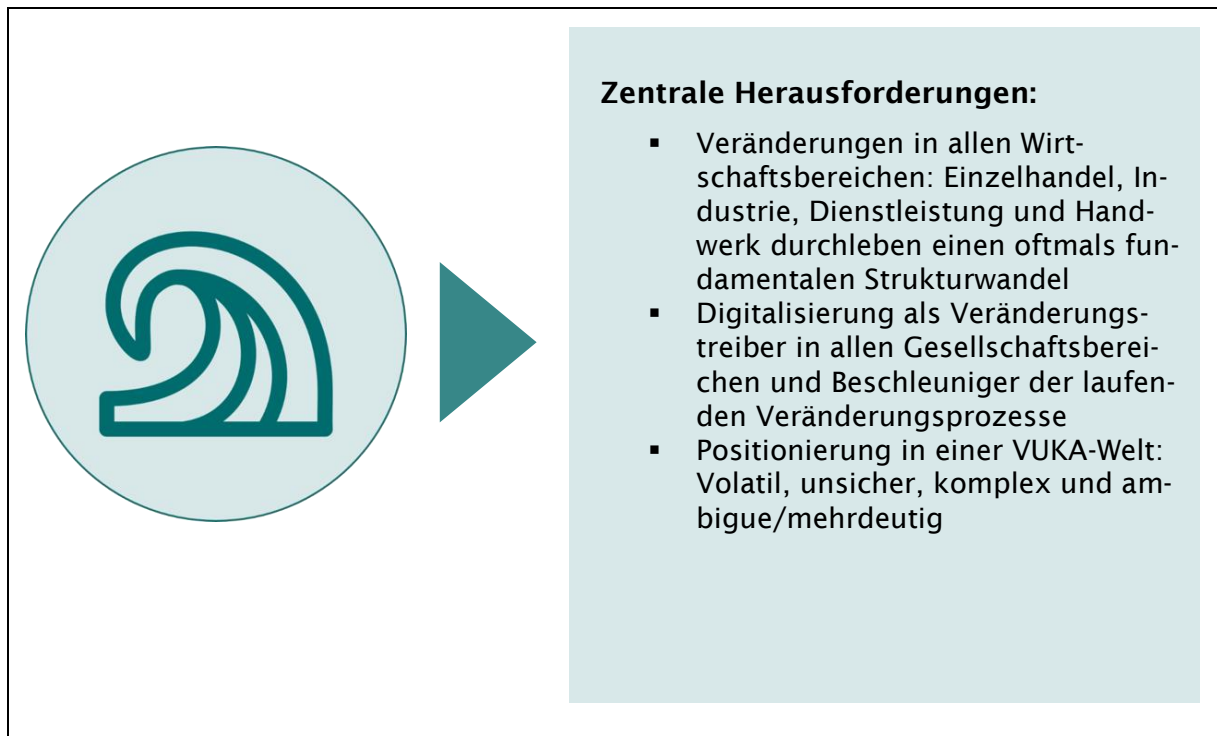 Zentrale Herausforderungen:
▪ Veränderungen in allen Wirt-
schaftsbereichen: Einzelhandel, In-
dustrie, Dienstleistung und Hand-
werk durchleben einen oftmals fun-
damentalen Strukturwandel
▪ Digitalisierung als Veränderungs-
treiber in allen Gesellschaftsberei-
chen und Beschleuniger der laufen-
den Veränderungsprozesse
▪ Positionierung in einer VUKA-Welt:
Volatil, unsicher, komplex und am-
bigue/mehrdeutig